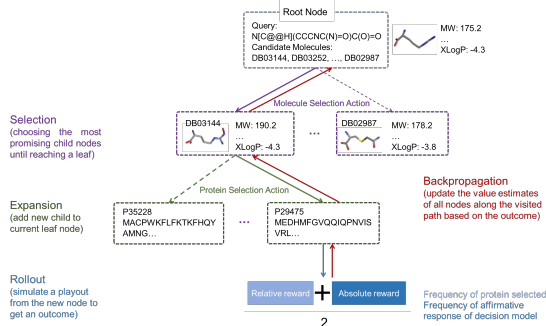 Root Node
Query:
N[C@@H](CCCNC(N)=O)C(O)=O
Candidate Molecules:
DB03144, DB03252, …, DB02987
MW: 175.2
…
XLogP: -4.3
Molecule Selection Action
Selection
(choosing the most
promising child nodes
until reaching a leaf)
DB03144
MW: 190.2
…
XLogP: -4.3
…
DB02987
MW: 178.2
…
XLogP: -3.8
Backpropagation
(update the value estimates
of all nodes along the visited
path based on the outcome)
Protein Selection Action
Expansion
(add new child to
current leaf node)
P35228
MACPWKFLFKTKFHQY
AMNG…
…
P29475
MEDHMFGVQQIQPNVIS
VRL…
Rollout
(simulate a playout
from the new node to
get an outcome)
Relative reward + Absolute reward
2
Frequency of protein selected
Frequency of affirmative
response of decision model